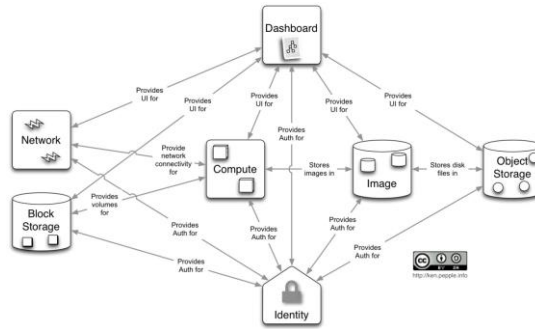 Dashboard
Provides
UI for
Provides
UI for
Provides
UI for
Provides
Auth for
Provides
UI for
Provides
UI for
Network
Provide
network
connectivity
for
Compute
Stores
images in
Image
Stores disk
files in
Object
Storage
Block
Storage
Provides
volumes
for
Provides
Auth for
Provides
Auth for
Provides
Auth for
Provides
Auth for
Provides
Auth for
Identity
cc
BY
http://ken.pepple.info